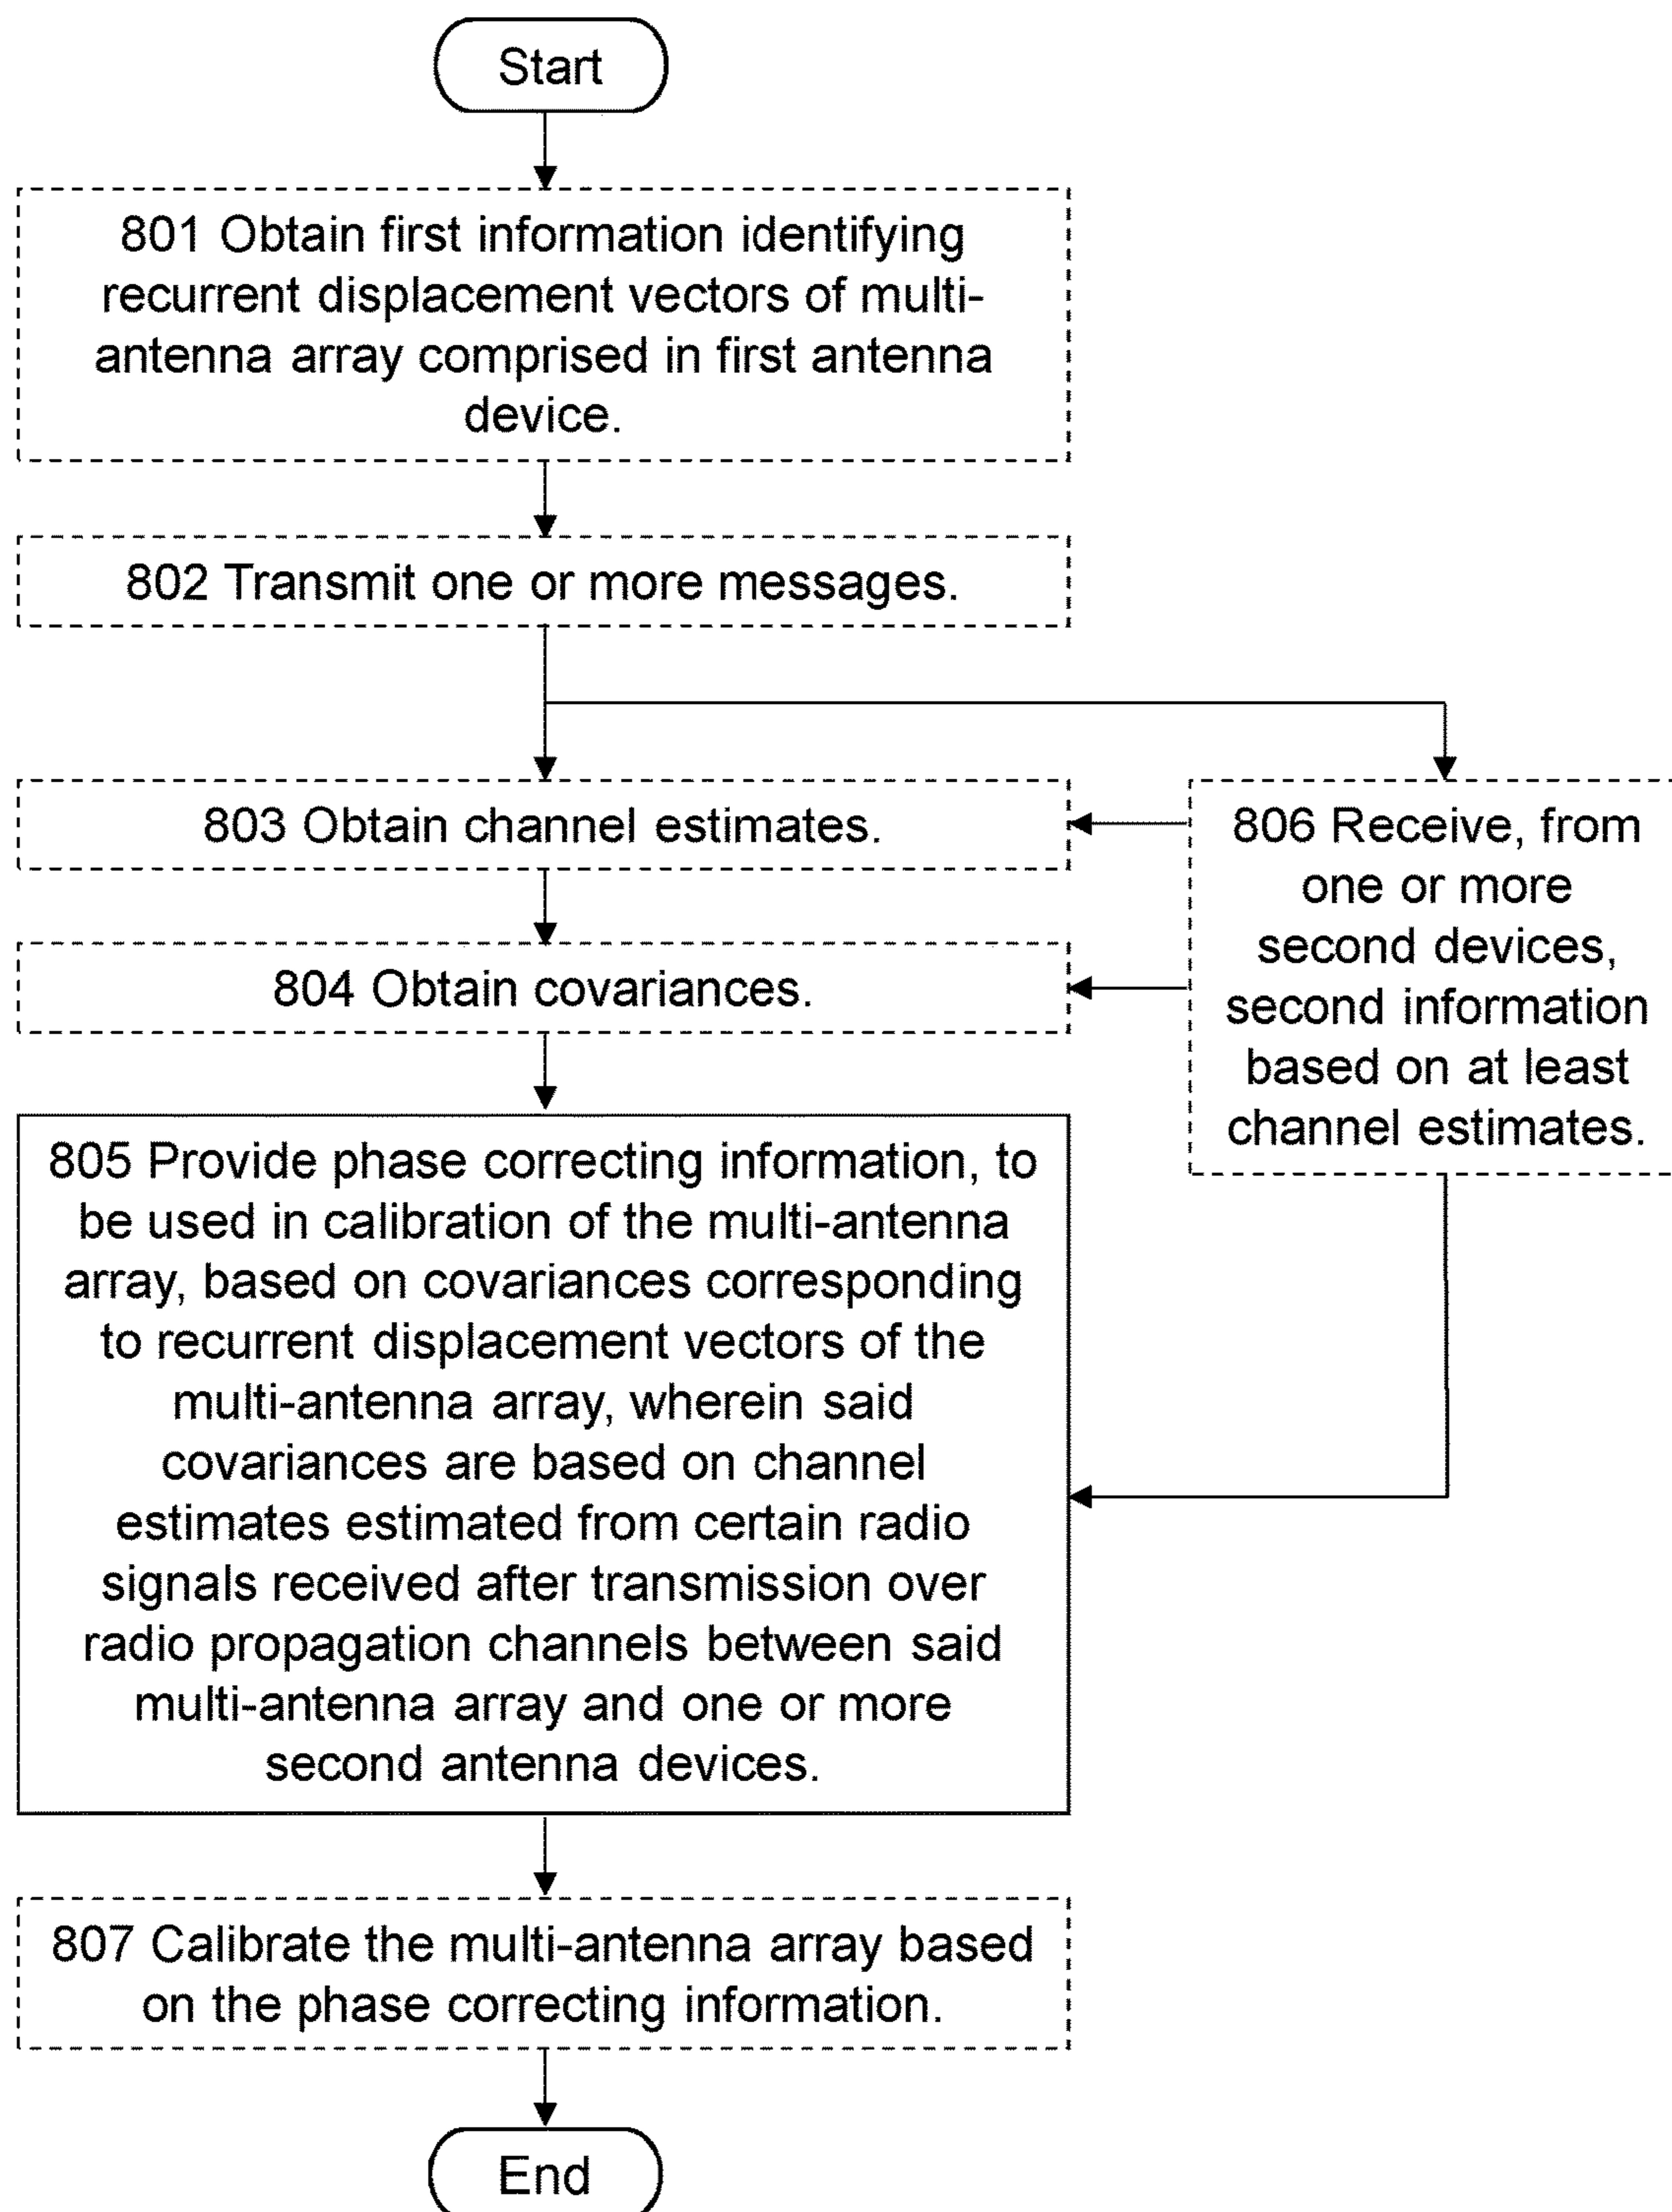 Start
801 Obtain first information identifying
recurrent displacement vectors of multi-
antenna array comprised in first antenna
device.
802 Transmit one or more messages.
803 Obtain channel estimates.
804 Obtain covariances.
806 Receive, from
one or more
second devices,
second information
based on at least
channel estimates.
805 Provide phase correcting information, to
be used in calibration of the multi-antenna
array, based on covariances corresponding
to recurrent displacement vectors of the
multi-antenna array, wherein said
covariances are based on channel
estimates estimated from certain radio
signals received after transmission over
radio propagation channels between said
multi-antenna array and one or more
second antenna devices.
807 Calibrate the multi-antenna array based
on the phase correcting information.
End